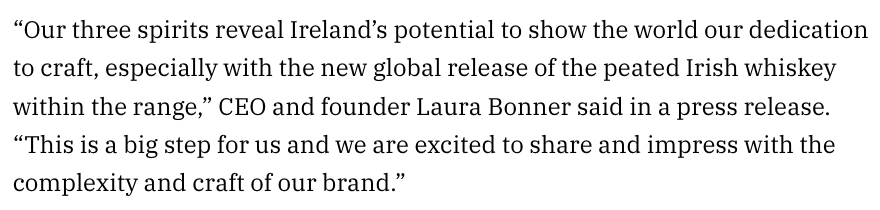 “Our three spirits reveal Ireland’s potential to show the world our dedication
to craft, especially with the new global release of the peated Irish whiskey
within the range,” CEO and founder Laura Bonner said in a press release.
“This is a big step for us and we are excited to share and impress with the
complexity and craft of our brand.”